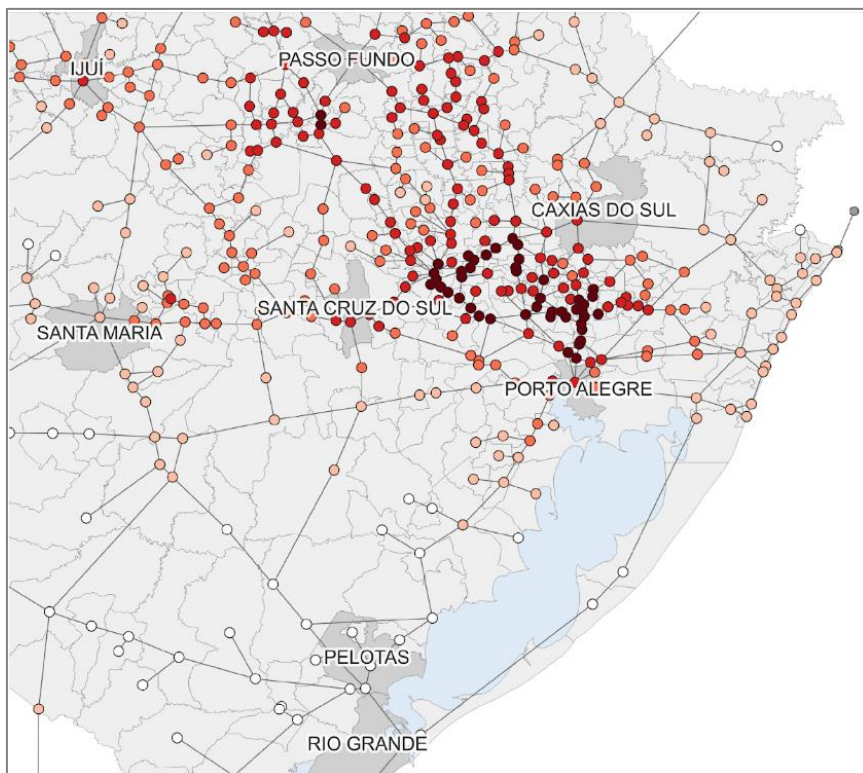 PASSO FUNDO
IJUÍ
CAXIAS DO SUL
SANTA CRUZ DO SUL
SANTA MARIA
PORTO ALEGRE
PELOTAS
RIO GRANDE